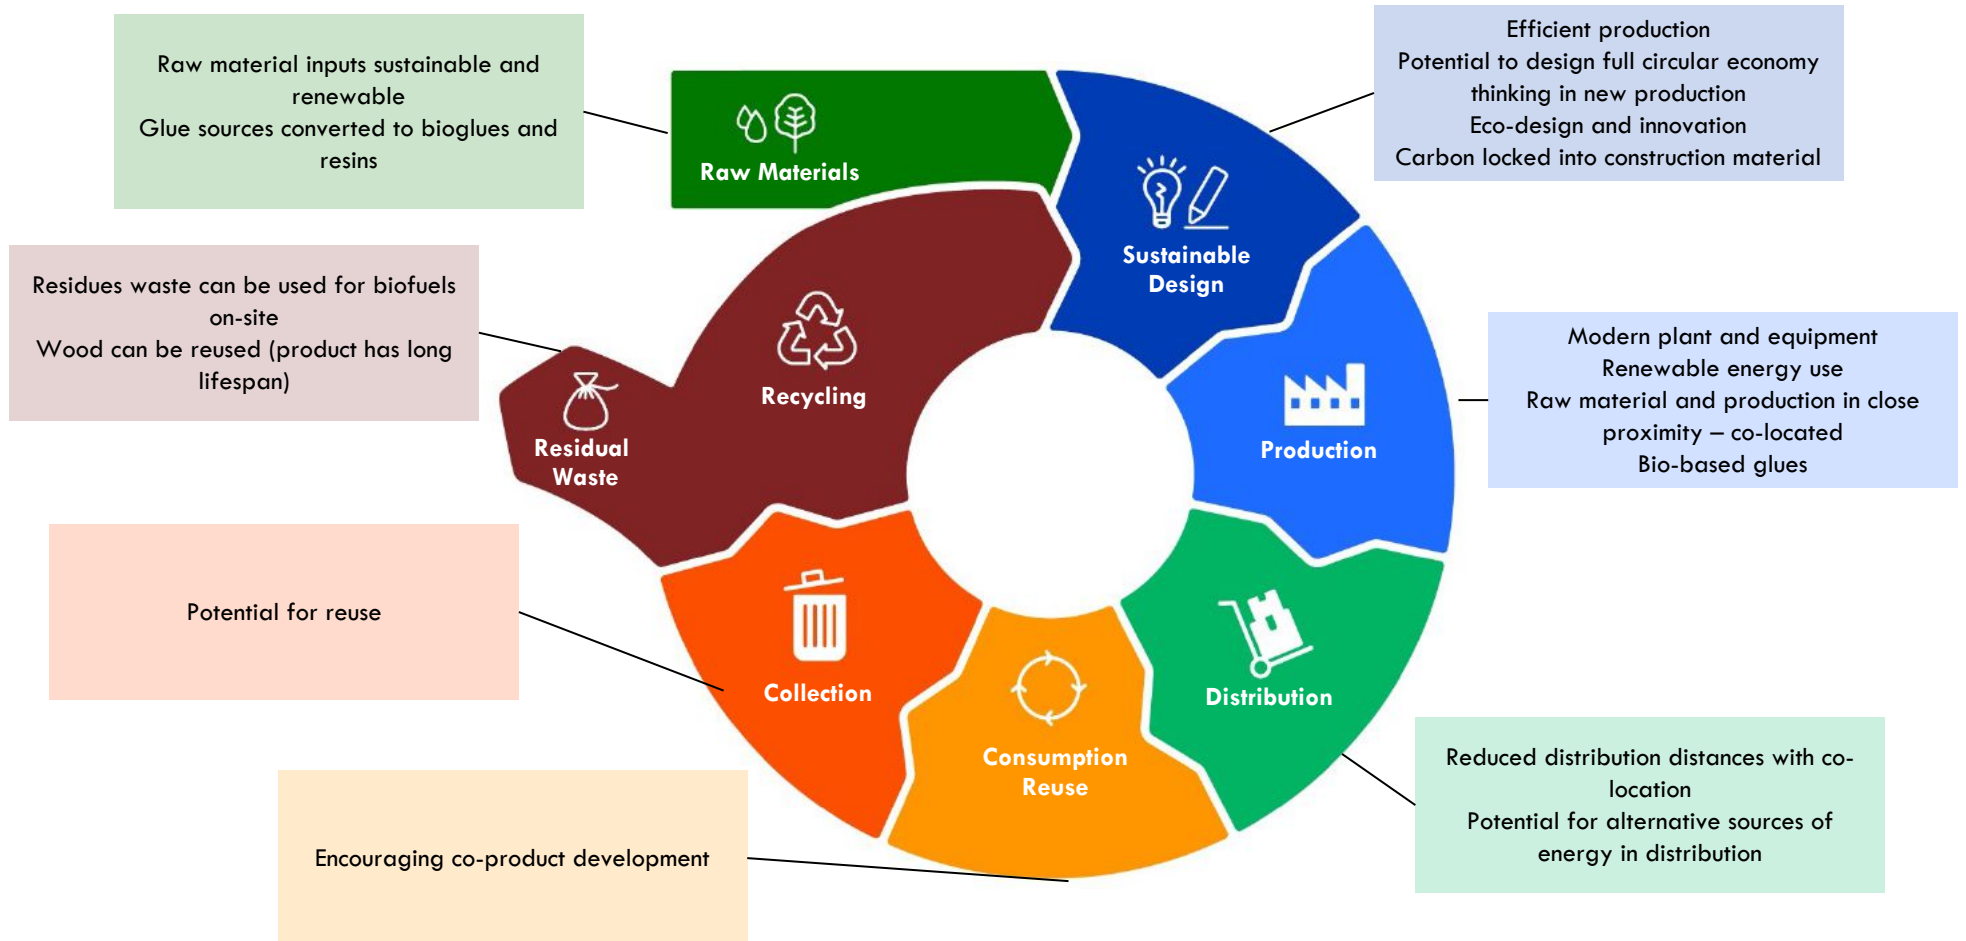 Raw material inputs sustainable and
renewable
Glue sources converted to bioglues and
resins
Efficient production
Potential to design full circular economy
thinking in new production
Eco-design and innovation
Carbon locked into construction material
Raw Materials
Sustainable
Design
Residues waste can be used for biofuels
on-site
Wood can be reused (product has long
lifespan)
Recycling
Residual
Waste
Production
Modern plant and equipment
Renewable energy use
Raw material and production in close
proximity – co-located
Bio-based glues
Potential for reuse
Collection
Consumption
Reuse
Distribution
Reduced distribution distances with co-
location
Potential for alternative sources of
energy in distribution
Encouraging co-product development